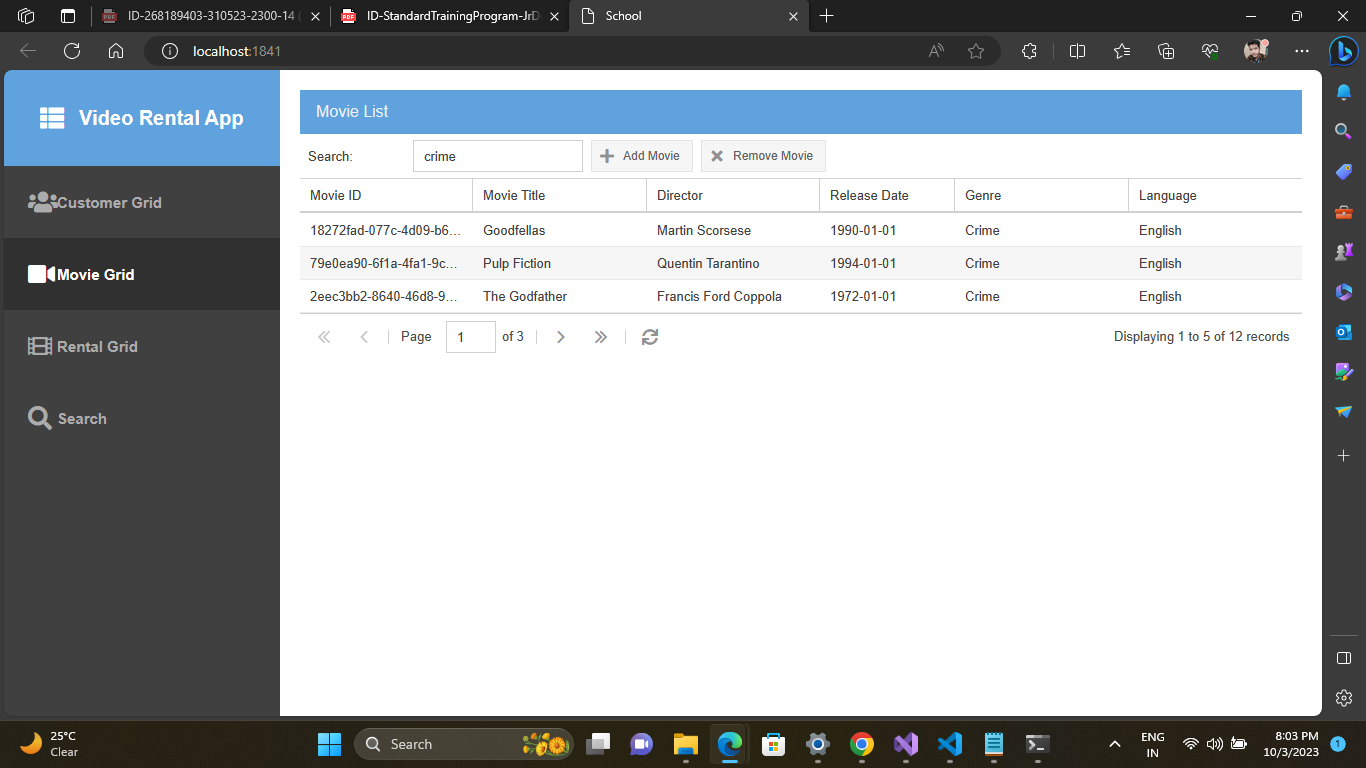 ID-268189403-310523-2300-14 (
ID-StandardTrainingProgram-JrD
School
localhost:1841
Video Rental App
Customer Grid
Movie Grid
Rental Grid
Search
Movie List
Search: crime Add Movie Remove Movie
Movie ID Movie Title Director Release Date Genre Language
18272fad-077c-4d09-b6... Goodfellas Martin Scorsese 1990-01-01 Crime English
79e0ea90-6f1a-4fa1-9c... Pulp Fiction Quentin Tarantino 1994-01-01 Crime English
2eec3bb2-8640-46d8-9... The Godfather Francis Ford Coppola 1972-01-01 Crime English
Page 1 of 3 Displaying 1 to 5 of 12 records
25°C
Clear
Search
ENG
IN
8:03 PM
10/3/2023
1